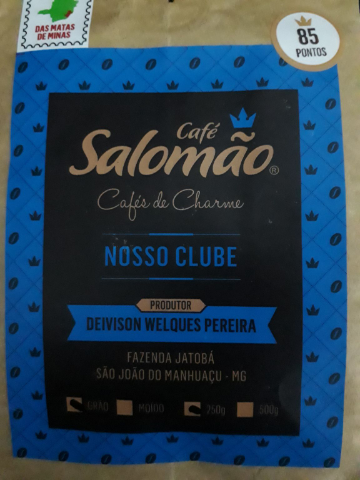 DAS MATAS
DE MINAS
85
PONTOS
Café
Salomão®
Cafés de Charme
NOSSO CLUBE
PRODUTOR
DEIVISON WELQUES PEREIRA
FAZENDA JATOBÁ
SÃO JOÃO DO MANHUAÇU - MG
GRÃO MOIDO 250g 500g